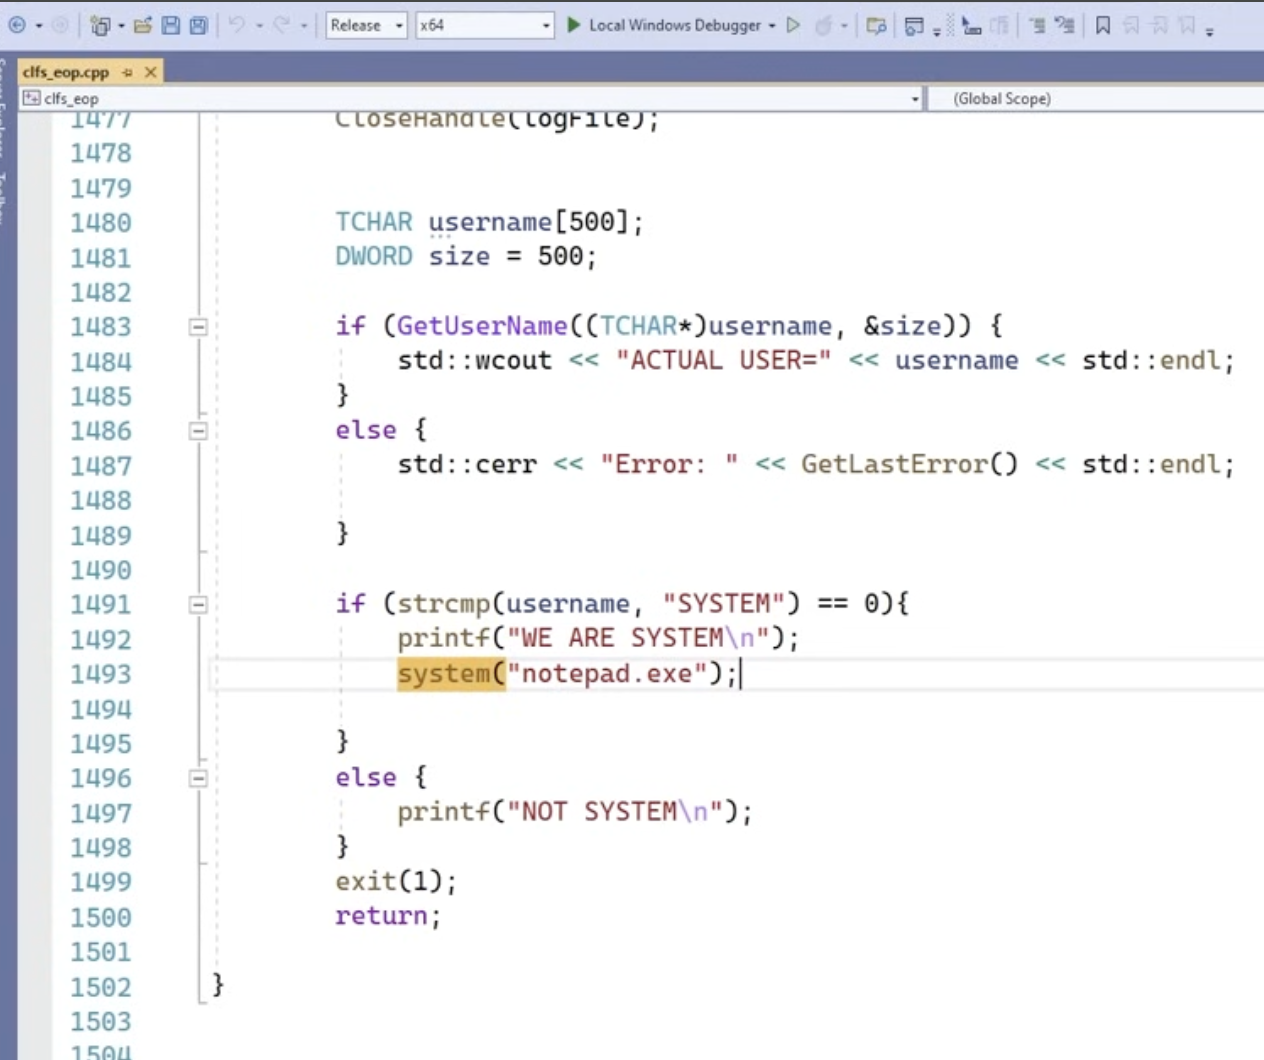 Release
x64
Local Windows Debugger
clfs_eop.cpp
clfs_eop
(Global Scope)
1477 CloseHandle(logFile);
1478
1479
1480 TCHAR username[500];
1481 DWORD size = 500;
1482
1483 if (GetUserName((TCHAR*)username, &size)) {
1484 std::wcout << "ACTUAL USER=" << username << std::endl;
1485 }
1486 else {
1487 std::cerr << "Error: " << GetLastError() << std::endl;
1488
1489 }
1490
1491 if (strcmp(username, "SYSTEM") == 0){
1492 printf("WE ARE SYSTEM\n");
1493 system("notepad.exe");
1494
1495 }
1496 else {
1497 printf("NOT SYSTEM\n");
1498 }
1499 exit(1);
1500 return;
1501
1502 }
1503
1504